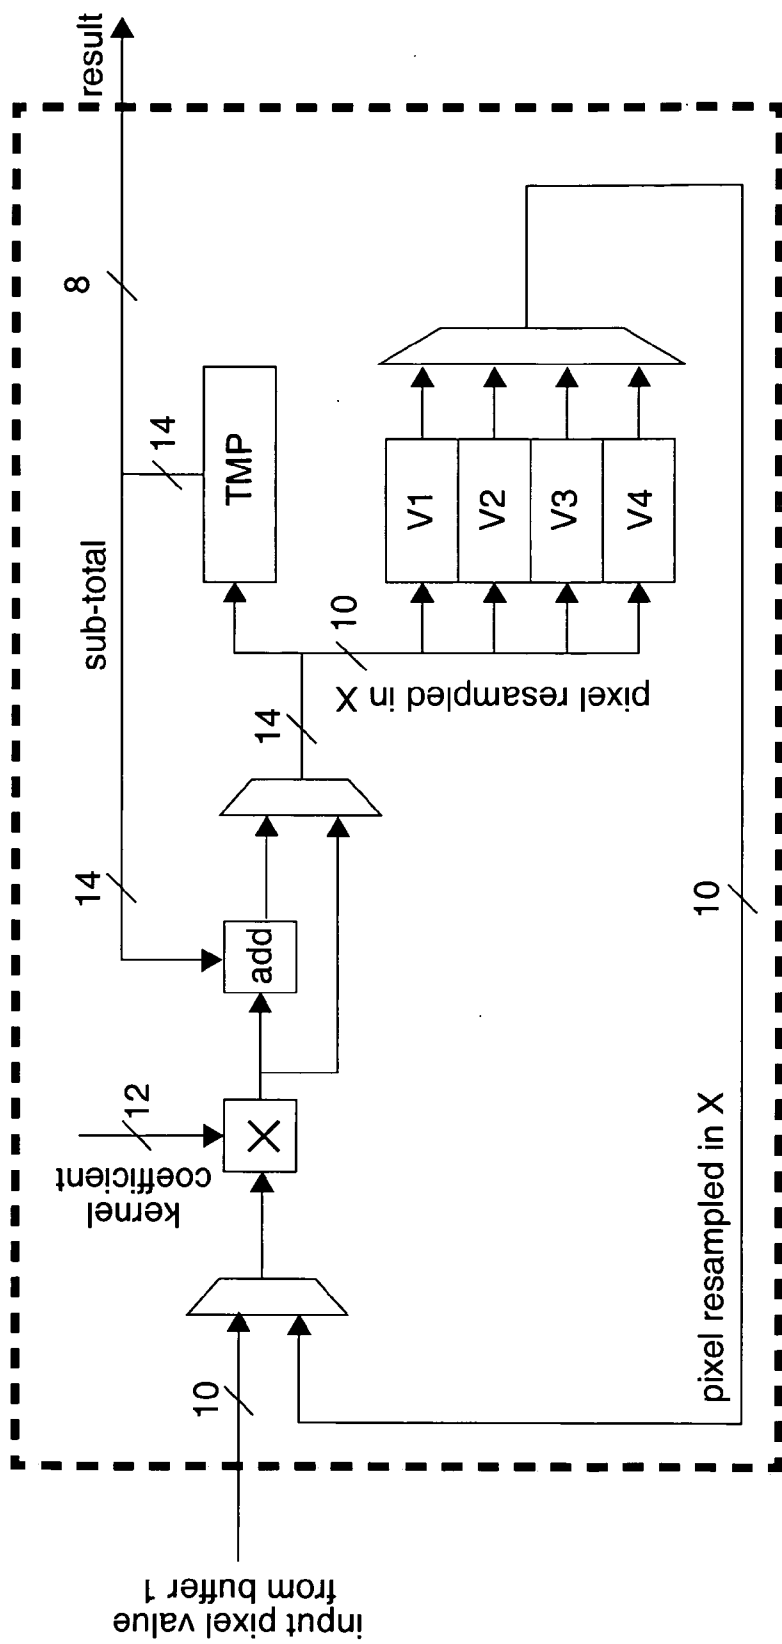 result
8
14
sub-total
14
TMP
V1
V2
V3
V4
10
pixel resampled in X
14
add
12
kernel
coefficient
X
10
10
pixel resampled in X
input pixel value
from buffer 1